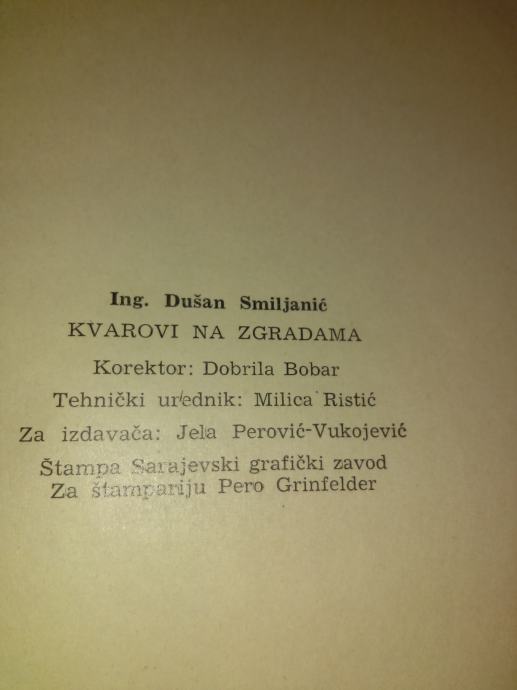 Ing. Dušan Smiljanić
KVAROVI NA ZGRADAMA
Korektor: Dobrila Bobar
Tehnički urednik: Milica Ristić
Za izdavača: Jela Perović-Vukojević
Štampa Sarajevski grafički zavod
Za štampariju Pero Grinfelder